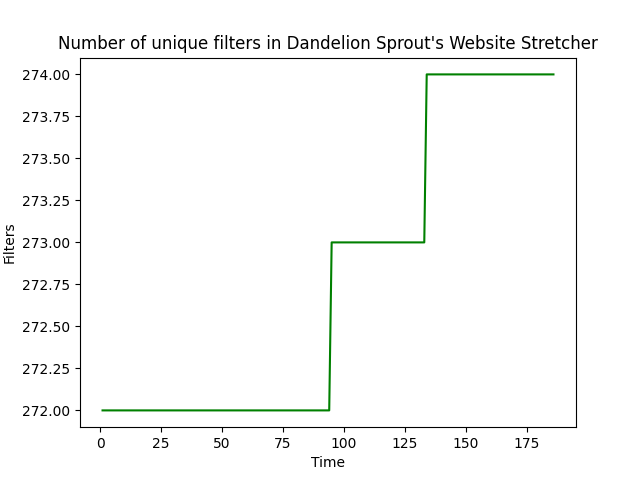 Number of unique filters in Dandelion Sprout's Website Stretcher
274.00
273.75
273.50
273.25
273.00
272.75
272.50
272.25
272.00
Filters
0 25 50 75 100 125 150 175
Time